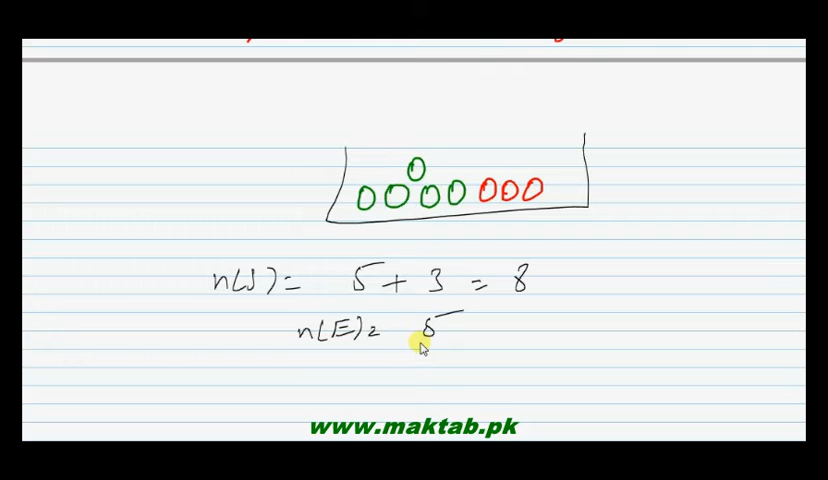 n(S) = 5 + 3 = 8
n(E) = 5
www.maktab.pk